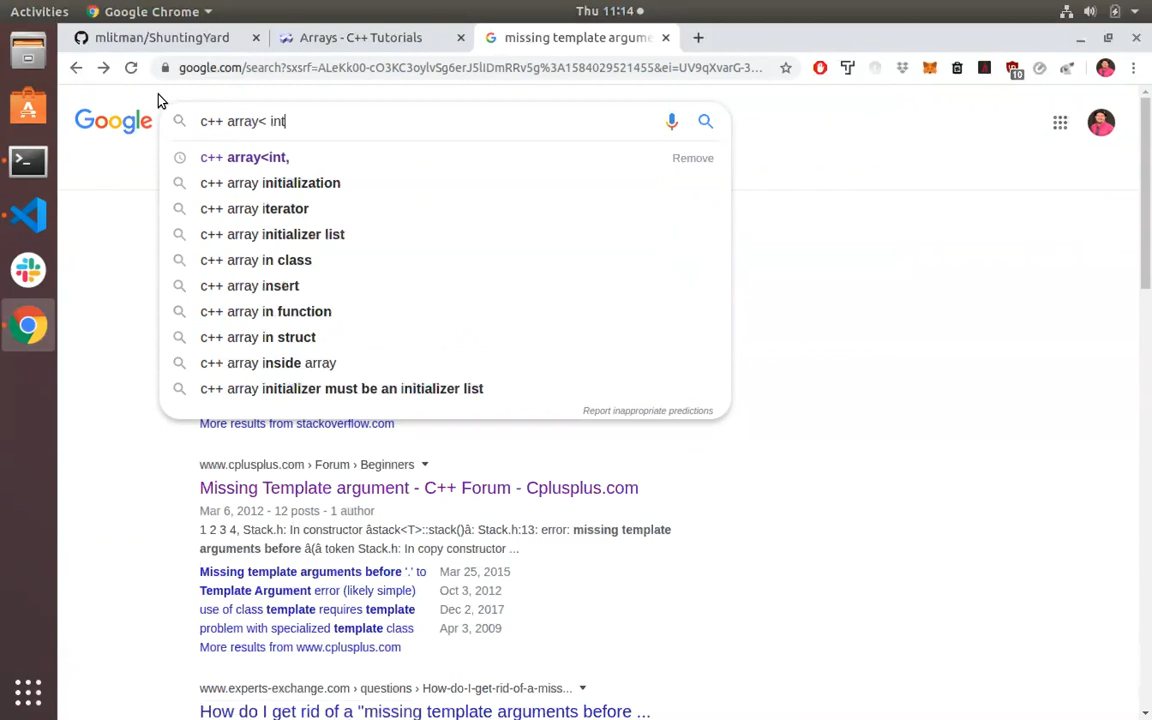 Activities
Google Chrome
Thu 11:14
mlitman/ShuntingYard
Arrays - C++ Tutorials
missing template argume
google.com/search?sxsrf=ALeKk00-cO3KC3oylvSg6erJ5lIDmRRv5g%3A1584029521455&ei=UV9qXvarG-3...
10
Google
c++ array< int
c++ array<int,
Remove
c++ array initialization
c++ array iterator
c++ array initializer list
c++ array in class
c++ array insert
c++ array in function
c++ array in struct
c++ array inside array
c++ array initializer must be an initializer list
Report inappropriate predictions
More results from stackoverflow.com
www.cplusplus.com › Forum › Beginners
Missing Template argument - C++ Forum - Cplusplus.com
Mar 6, 2012 - 12 posts - 1 author
1 2 3 4, Stack.h: In constructor âstack<T>::stack()â: Stack.h:13: error: missing template
arguments before â(â token Stack.h: In copy constructor ...
Missing template arguments before '.' to Mar 25, 2015
Template Argument error (likely simple) Oct 3, 2012
use of class template requires template Dec 2, 2017
problem with specialized template class Apr 3, 2009
More results from www.cplusplus.com
www.experts-exchange.com › questions › How-do-I-get-rid-of-a-miss...
How do I get rid of a "missing template arguments before ...